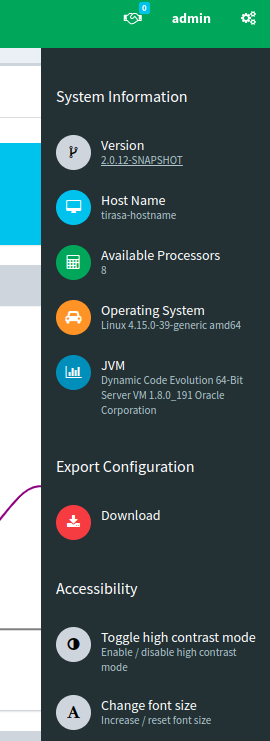 0
admin
System Information
Version
2.0.12-SNAPSHOT
Host Name
tirasa-hostname
Available Processors
8
Operating System
Linux 4.15.0-39-generic amd64
JVM
Dynamic Code Evolution 64-Bit
Server VM 1.8.0_191 Oracle
Corporation
Export Configuration
Download
Accessibility
Toggle high contrast mode
Enable / disable high contrast
mode
A
Change font size
Increase / reset font size